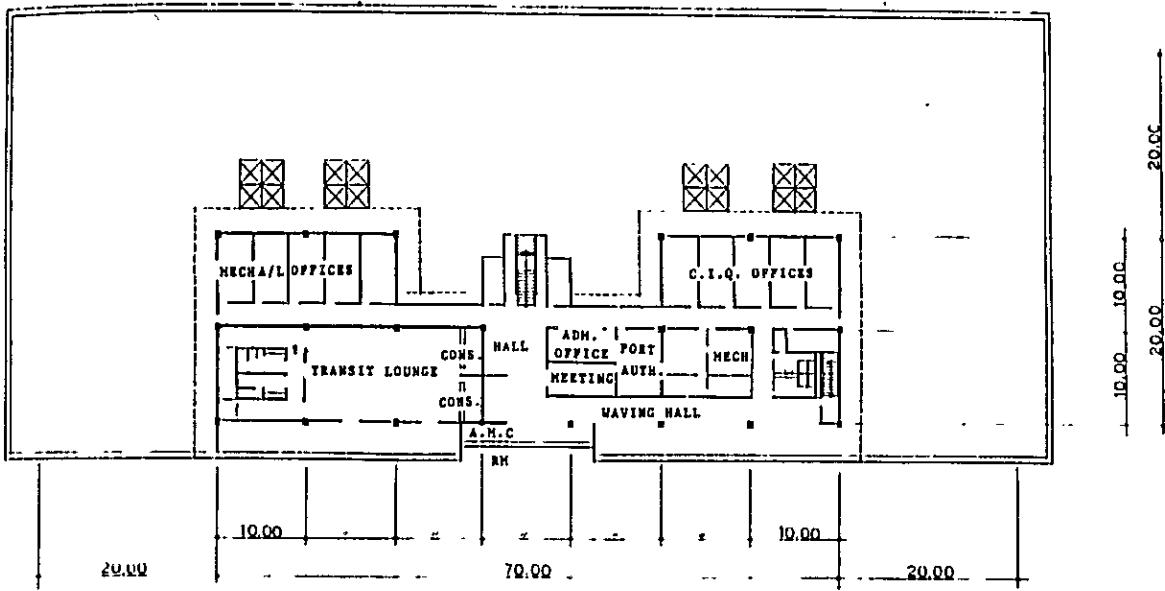 20.00
MECHA/L OFFICES
C.I.Q. OFFICES
10.00
20.00
HALL
ADM.
OFFICE
PORT
AUTH.
MECH
CONS.
TRANSIT LOUNGE
MEETING
CONS.
10.00
WAVING HALL
A.M.C
RM
10.00
"
"
"
"
10.00
20.00
70.00
20.00